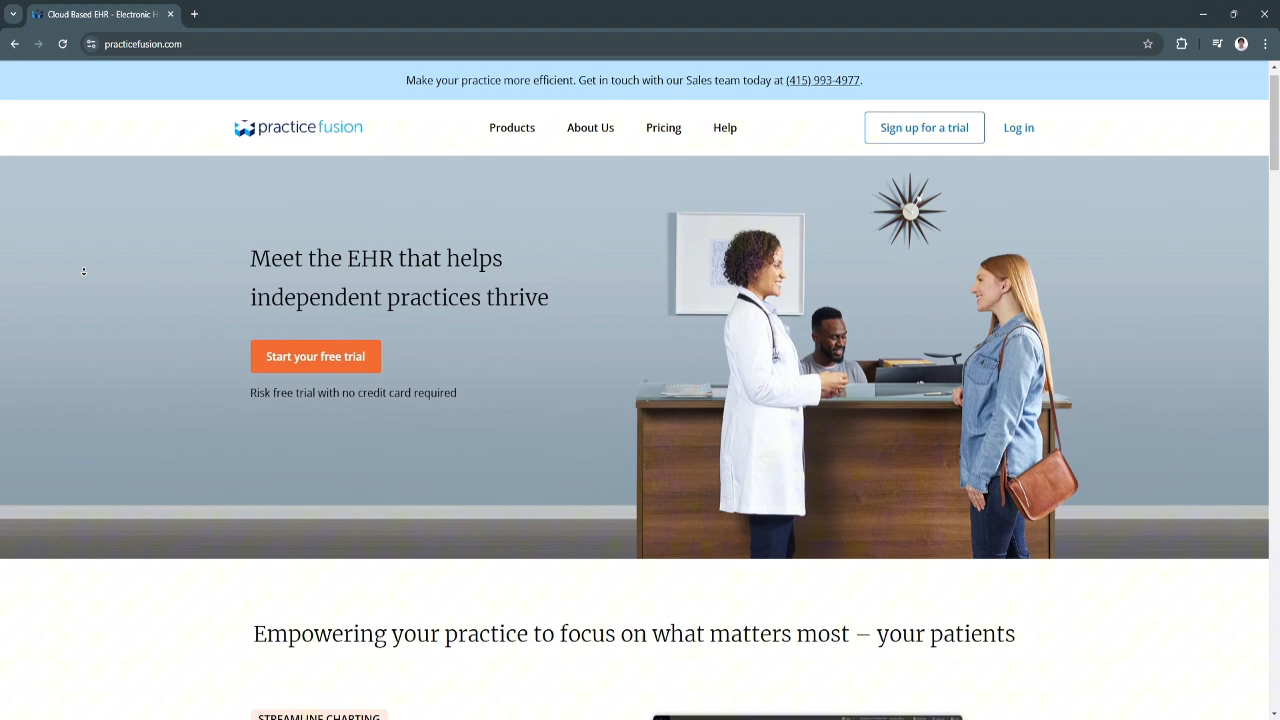 Cloud Based EHR - Electronic H
practicefusion.com
Make your practice more efficient. Get in touch with our Sales team today at (415) 993-4977.
practice fusion
Products
About Us
Pricing
Help
Sign up for a trial
Log in
Meet the EHR that helps
independent practices thrive
Start your free trial
Risk free trial with no credit card required
Empowering your practice to focus on what matters most – your patients
STREAMLINE CHARTING